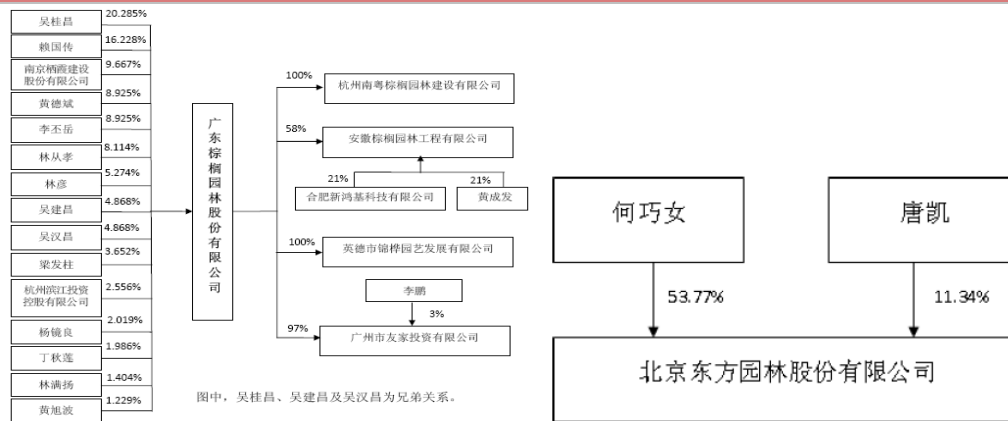 吴桂昌
20.285%
赖国传
16.228%
南京栖霞建设
股份有限公司
9.667%
黄德斌
8.925%
李丕岳
8.925%
林从孝
8.114%
林彦
5.274%
吴建昌
4.868%
吴汉昌
4.868%
梁发柱
3.652%
杭州滨江投资
控股有限公司
2.556%
杨镜良
2.019%
丁秋莲
1.986%
林满扬
1.404%
黄旭波
1.229%
广东棕榈园林股份有限公司
100%
杭州南粤棕榈园林建设有限公司
58%
安徽棕榈园林工程有限公司
21%
21%
合肥新鸿基科技有限公司
黄成发
100%
英德市锦桦园艺发展有限公司
李鹏
3%
97%
广州市友家投资有限公司
图中，吴桂昌、吴建昌及吴汉昌为兄弟关系。
何巧女
唐凯
53.77%
11.34%
北京东方园林股份有限公司